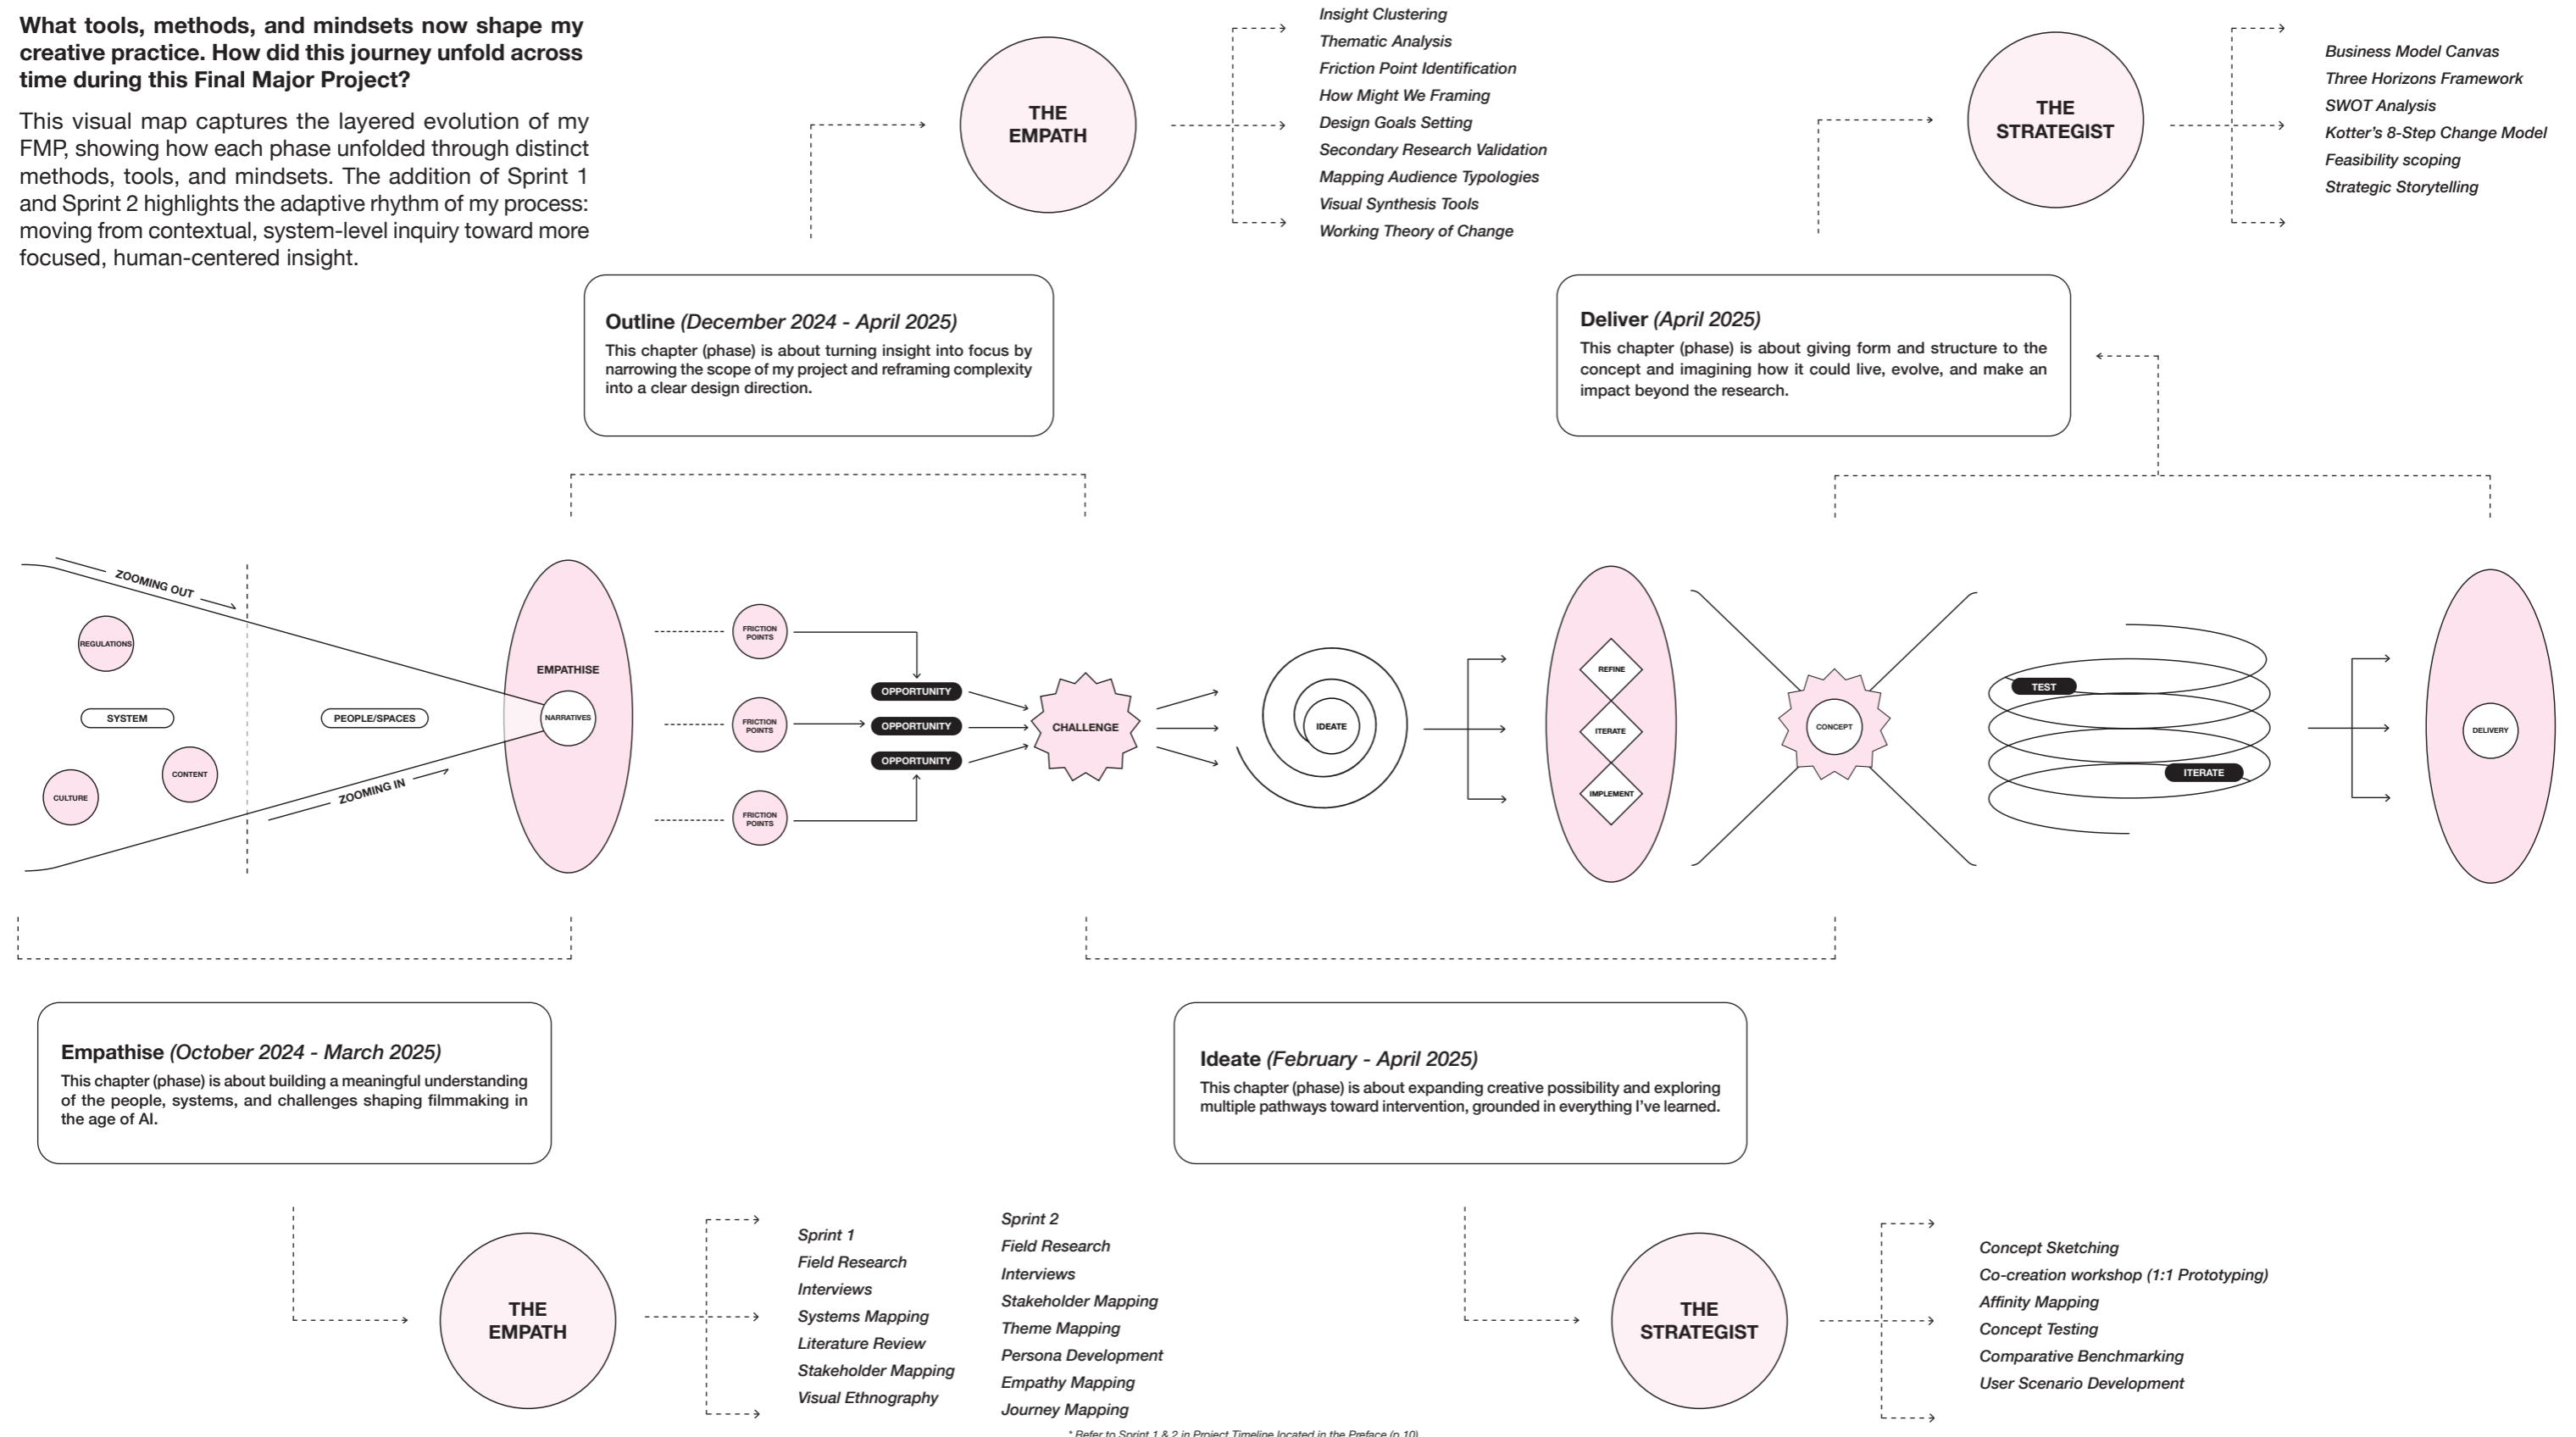 What tools, methods, and mindsets now shape my
creative practice. How did this journey unfold across
time during this Final Major Project?
This visual map captures the layered evolution of my
FMP, showing how each phase unfolded through distinct
methods, tools, and mindsets. The addition of Sprint 1
and Sprint 2 highlights the adaptive rhythm of my process:
moving from contextual, system-level inquiry toward more
focused, human-centered insight.
THE
EMPATH
Insight Clustering
Thematic Analysis
Friction Point Identification
How Might We Framing
Design Goals Setting
Secondary Research Validation
Mapping Audience Typologies
Visual Synthesis Tools
Working Theory of Change
THE
STRATEGIST
Business Model Canvas
Three Horizons Framework
SWOT Analysis
Kotter's 8-Step Change Model
Feasibility scoping
Strategic Storytelling
Outline (December 2024 - April 2025)
This chapter (phase) is about turning insight into focus by
narrowing the scope of my project and reframing complexity
into a clear design direction.
Deliver (April 2025)
This chapter (phase) is about giving form and structure to the
concept and imagining how it could live, evolve, and make an
impact beyond the research.
ZOOMING OUT
REGULATIONS
SYSTEM
CONTENT
CULTURE
PEOPLE/SPACES
ZOOMING IN
EMPATHISE
NARRATIVES
FRICTION
POINTS
FRICTION
POINTS
FRICTION
POINTS
OPPORTUNITY
OPPORTUNITY
OPPORTUNITY
CHALLENGE
IDEATE
REFINE
ITERATE
IMPLEMENT
CONCEPT
TEST
ITERATE
DELIVERY
Empathise (October 2024 - March 2025)
This chapter (phase) is about building a meaningful understanding
of the people, systems, and challenges shaping filmmaking in
the age of AI.
Ideate (February - April 2025)
This chapter (phase) is about expanding creative possibility and exploring
multiple pathways toward intervention, grounded in everything I've learned.
THE
EMPATH
Sprint 1
Field Research
Interviews
Systems Mapping
Literature Review
Stakeholder Mapping
Visual Ethnography
Sprint 2
Field Research
Interviews
Stakeholder Mapping
Theme Mapping
Persona Development
Empathy Mapping
Journey Mapping
THE
STRATEGIST
Concept Sketching
Co-creation workshop (1:1 Prototyping)
Affinity Mapping
Concept Testing
Comparative Benchmarking
User Scenario Development
* Refer to Sprint 1 & 2 in Project Timeline located in the Preface (p.10)